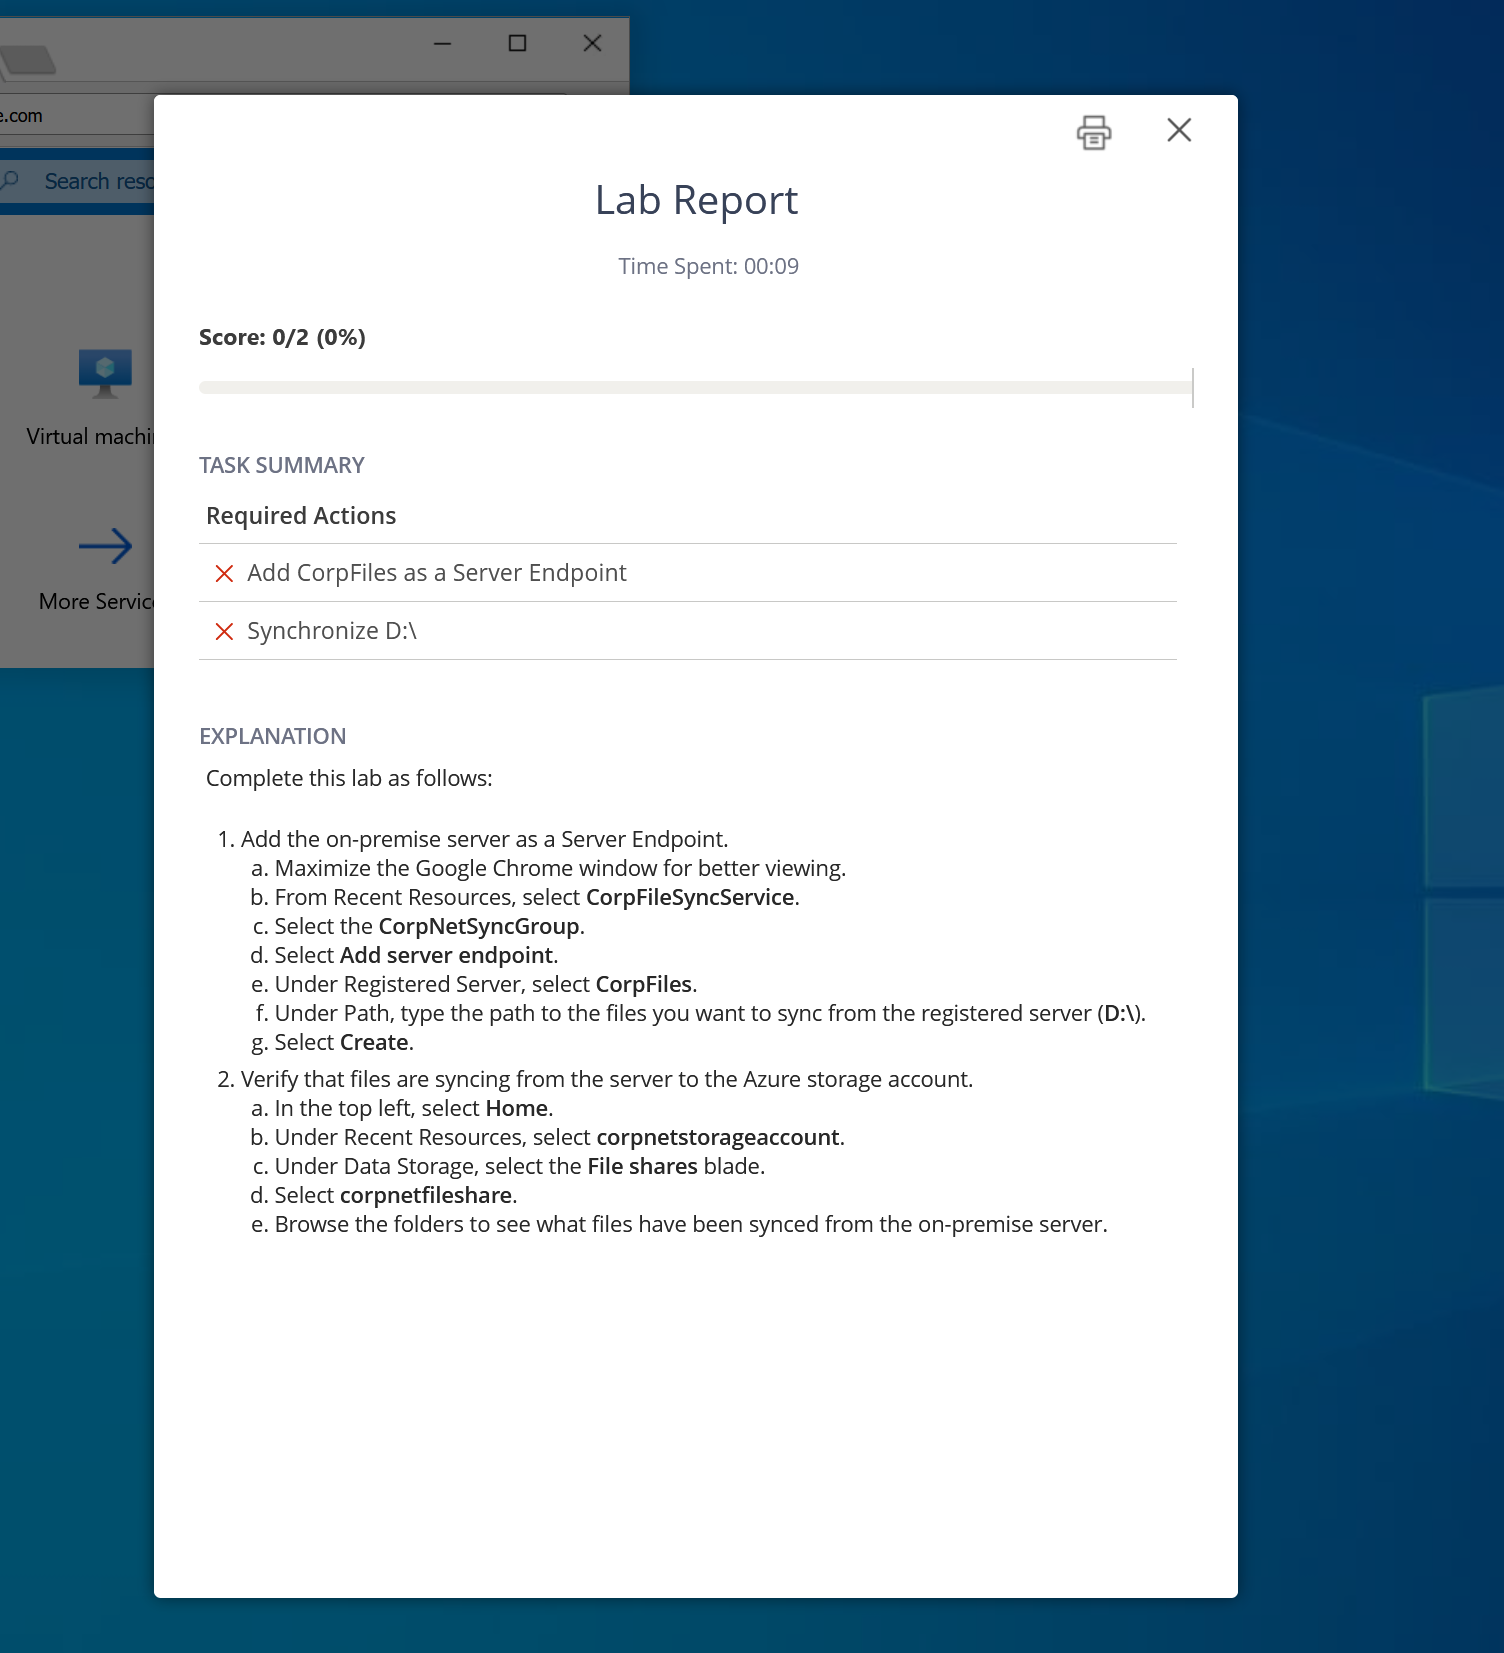 e.com
Search reso
Lab Report
Time Spent: 00:09
Score: 0/2 (0%)
Virtual machi
TASK SUMMARY
Required Actions
Add CorpFiles as a Server Endpoint
More Servic
Synchronize D:\
EXPLANATION
Complete this lab as follows:
1. Add the on-premise server as a Server Endpoint.
a. Maximize the Google Chrome window for better viewing.
b. From Recent Resources, select CorpFileSyncService.
c. Select the CorpNetSyncGroup.
d. Select Add server endpoint.
e. Under Registered Server, select CorpFiles.
f. Under Path, type the path to the files you want to sync from the registered server (D:\).
g. Select Create.
2. Verify that files are syncing from the server to the Azure storage account.
a. In the top left, select Home.
b. Under Recent Resources, select corpnetstorageaccount.
c. Under Data Storage, select the File shares blade.
d. Select corpnetfileshare.
e. Browse the folders to see what files have been synced from the on-premise server.